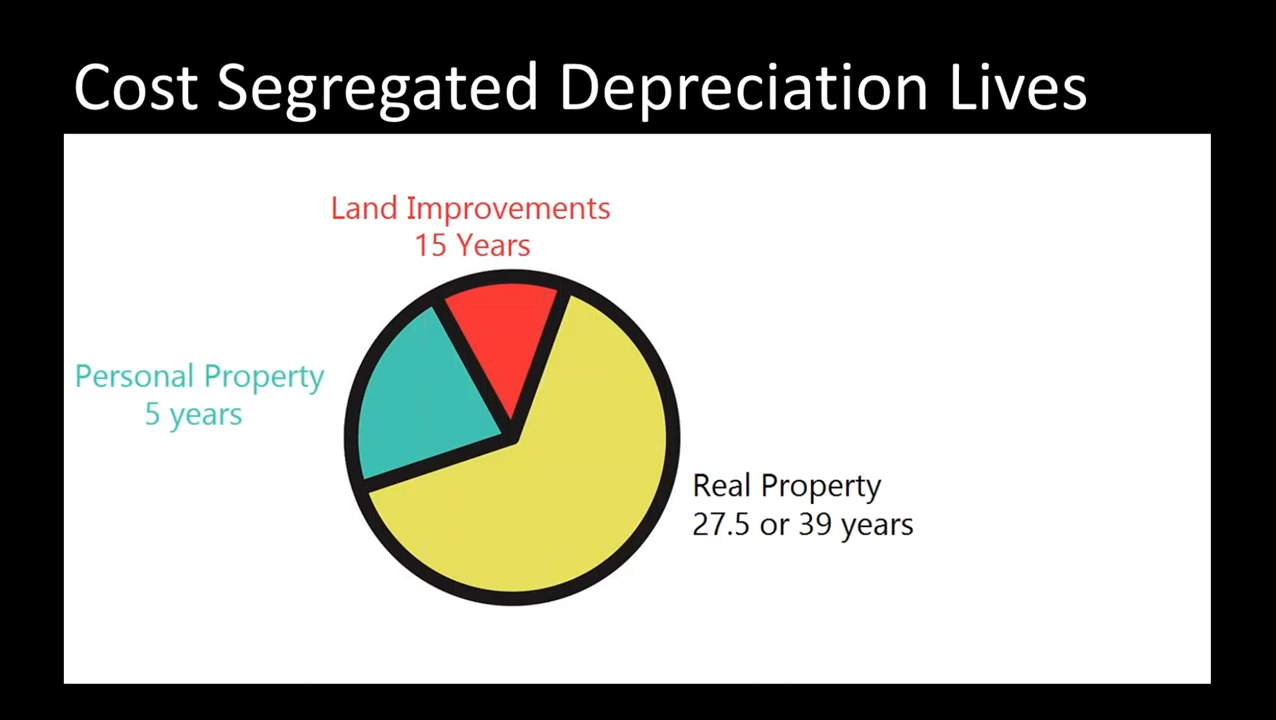 Cost Segregated Depreciation Lives
Land Improvements
15 Years
Personal Property
5 years
Real Property
27.5 or 39 years